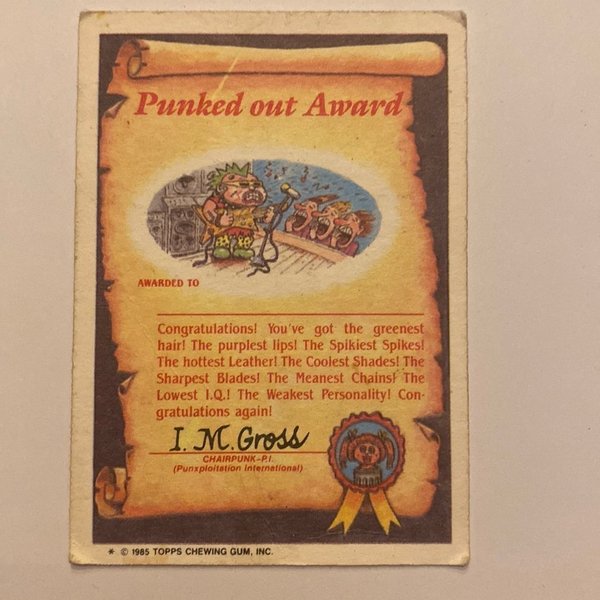 Punked out Award
AWARDED TO
Congratulations! You've got the greenest
hair! The purplest lips! The Spikiest Spikes!
The hottest Leather! The Coolest Shades! The
Sharpest Blades! The Meanest Chains! The
Lowest I.Q.! The Weakest Personality! Con-
gratulations again!
I. M. Gross
CHAIRPUNK-P.I.
(Punxploitation International)
* © 1985 TOPPS CHEWING GUM, INC.